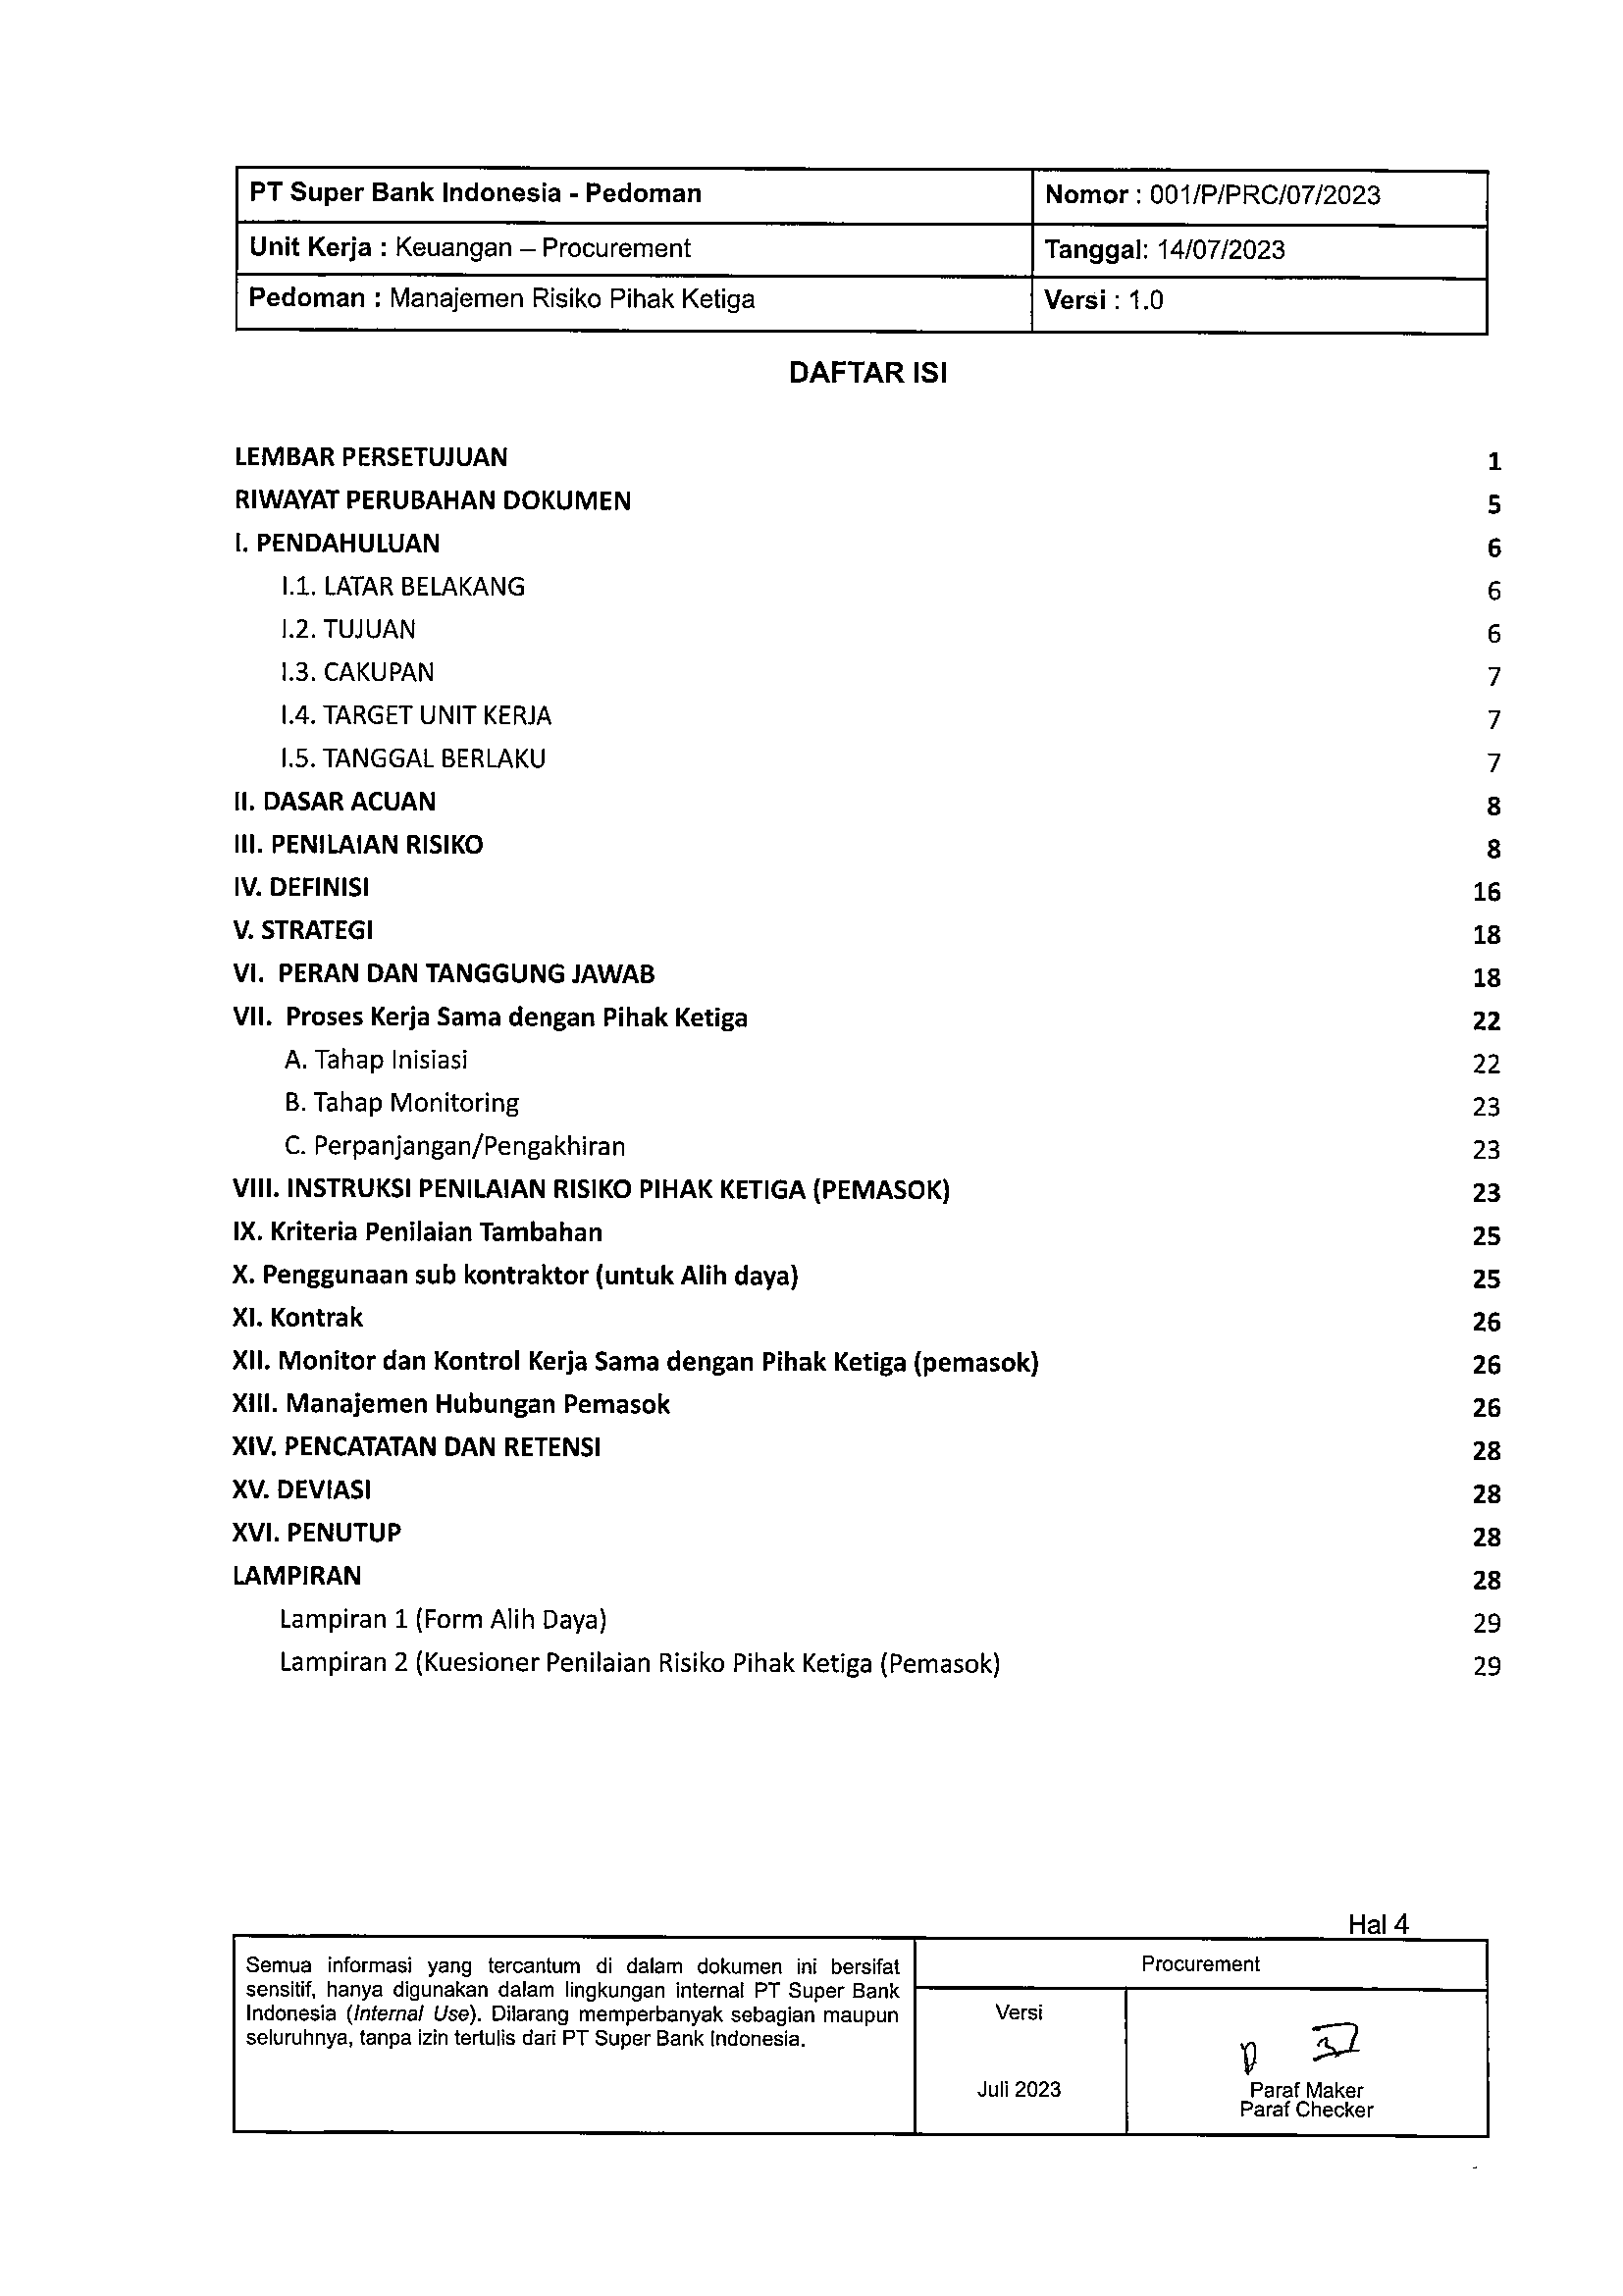 PT Super Bank Indonesia - Pedoman
Nomor : 001/P/PRC/07/2023
Unit Kerja : Keuangan – Procurement
Tanggal: 14/07/2023
Pedoman : Manajemen Risiko Pihak Ketiga
Versi : 1.0
DAFTAR ISI
LEMBAR PERSETUJUAN 1
RIWAYAT PERUBAHAN DOKUMEN 5
I. PENDAHULUAN 6
I.1. LATAR BELAKANG 6
I.2. TUJUAN 6
I.3. CAKUPAN 7
I.4. TARGET UNIT KERJA 7
I.5. TANGGAL BERLAKU 7
II. DASAR ACUAN 8
III. PENILAIAN RISIKO 8
IV. DEFINISI 16
V. STRATEGI 18
VI. PERAN DAN TANGGUNG JAWAB 18
VII. Proses Kerja Sama dengan Pihak Ketiga 22
A. Tahap Inisiasi 22
B. Tahap Monitoring 23
C. Perpanjangan/Pengakhiran 23
VIII. INSTRUKSI PENILAIAN RISIKO PIHAK KETIGA (PEMASOK) 23
IX. Kriteria Penilaian Tambahan 25
X. Penggunaan sub kontraktor (untuk Alih daya) 25
XI. Kontrak 26
XII. Monitor dan Kontrol Kerja Sama dengan Pihak Ketiga (pemasok) 26
XIII. Manajemen Hubungan Pemasok 26
XIV. PENCATATAN DAN RETENSI 28
XV. DEVIASI 28
XVI. PENUTUP 28
LAMPIRAN 28
Lampiran 1 (Form Alih Daya) 29
Lampiran 2 (Kuesioner Penilaian Risiko Pihak Ketiga (Pemasok) 29
Hal 4
Semua informasi yang tercantum di dalam dokumen ini bersifat
sensitif, hanya digunakan dalam lingkungan internal PT Super Bank
Indonesia (Internal Use). Dilarang memperbanyak sebagian maupun
seluruhnya, tanpa izin tertulis dari PT Super Bank Indonesia.
Procurement
Versi
Juli 2023
Paraf Maker
Paraf Checker